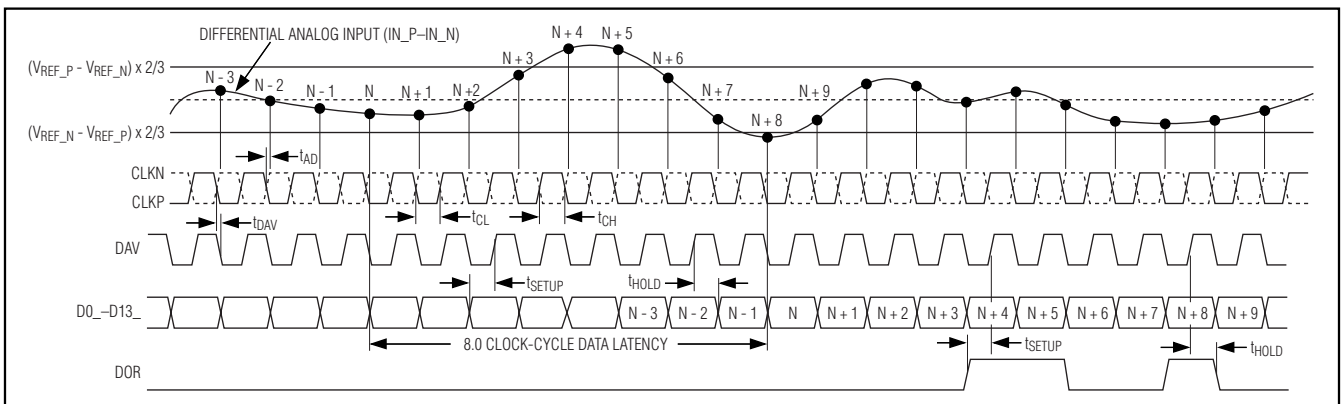 DIFFERENTIAL ANALOG INPUT (IN_P–IN_N)
(VREF_P - VREF_N) x 2/3
(VREF_N - VREF_P) x 2/3
N - 3
N - 2
N - 1
N
N + 1
N +2
N + 3
N + 4
N + 5
N + 6
N + 7
N + 8
N + 9
tAD
CLKN
CLKP
tDAV
tCL
tCH
DAV
tSETUP
tHOLD
D0_–D13_
N - 3
N - 2
N - 1
N
N + 1
N + 2
N + 3
N + 4
N + 5
N + 6
N + 7
N + 8
N + 9
8.0 CLOCK-CYCLE DATA LATENCY
tSETUP
tHOLD
DOR